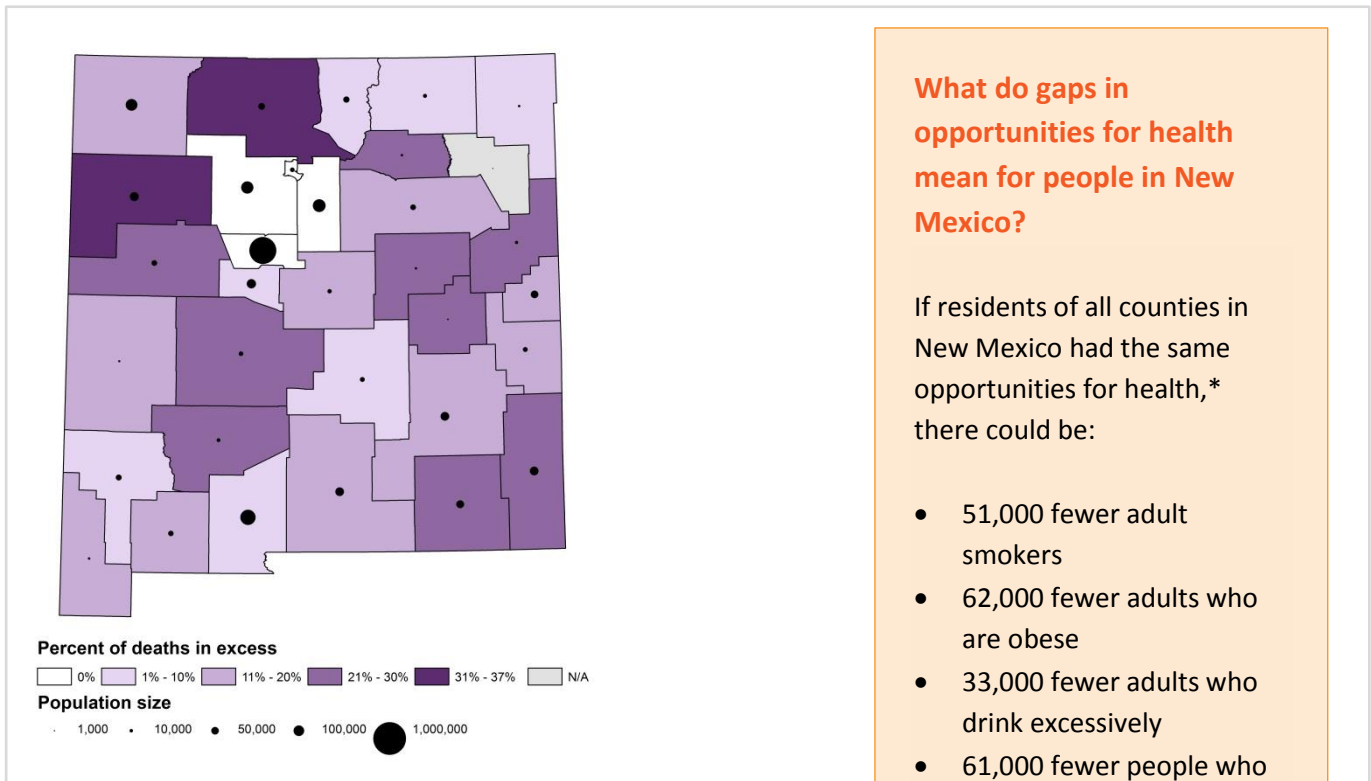 What do gaps in
opportunities for health
mean for people in New
Mexico?
If residents of all counties in
New Mexico had the same
opportunities for health,*
there could be:
• 51,000 fewer adult
smokers
• 62,000 fewer adults who
are obese
• 33,000 fewer adults who
drink excessively
• 61,000 fewer people who
Percent of deaths in excess
0% 1% - 10% 11% - 20% 21% - 30% 31% - 37% N/A
Population size
1,000 10,000 50,000 100,000 1,000,000